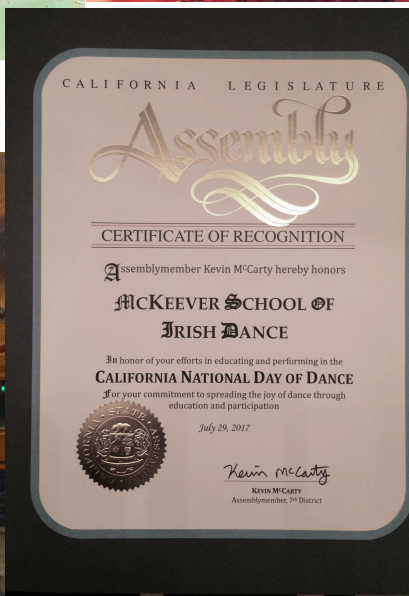 CALIFORNIA LEGISLATURE
Assembly
CERTIFICATE OF RECOGNITION
Assemblymember Kevin McCarty hereby honors
McKEEVER SCHOOL OF
IRISH DANCE
In honor of your efforts in educating and performing in the
CALIFORNIA NATIONAL DAY OF DANCE
For your commitment to spreading the joy of dance through
education and participation
July 29, 2017
Kevin McCarty
KEVIN McCARTY
Assemblymember, 7th District